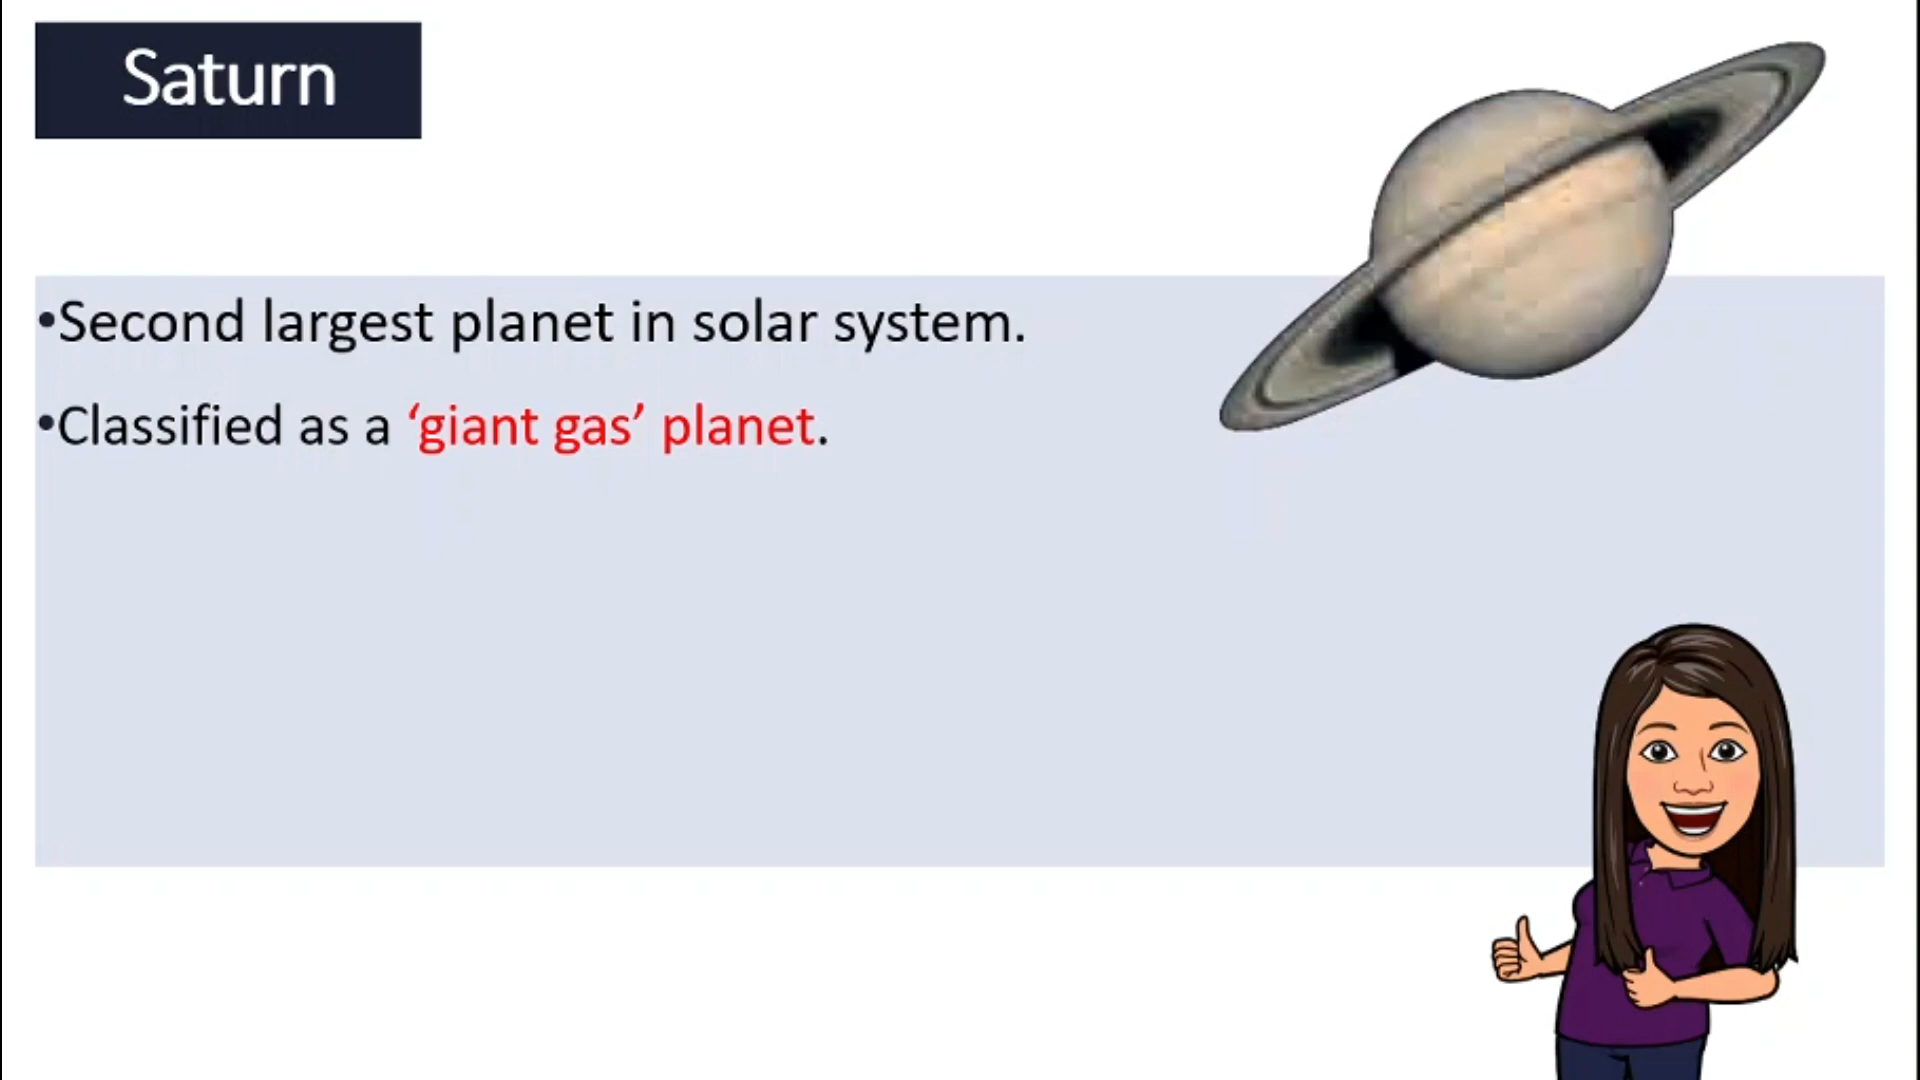 Saturn
•Second largest planet in solar system.
•Classified as a ‘giant gas’ planet.